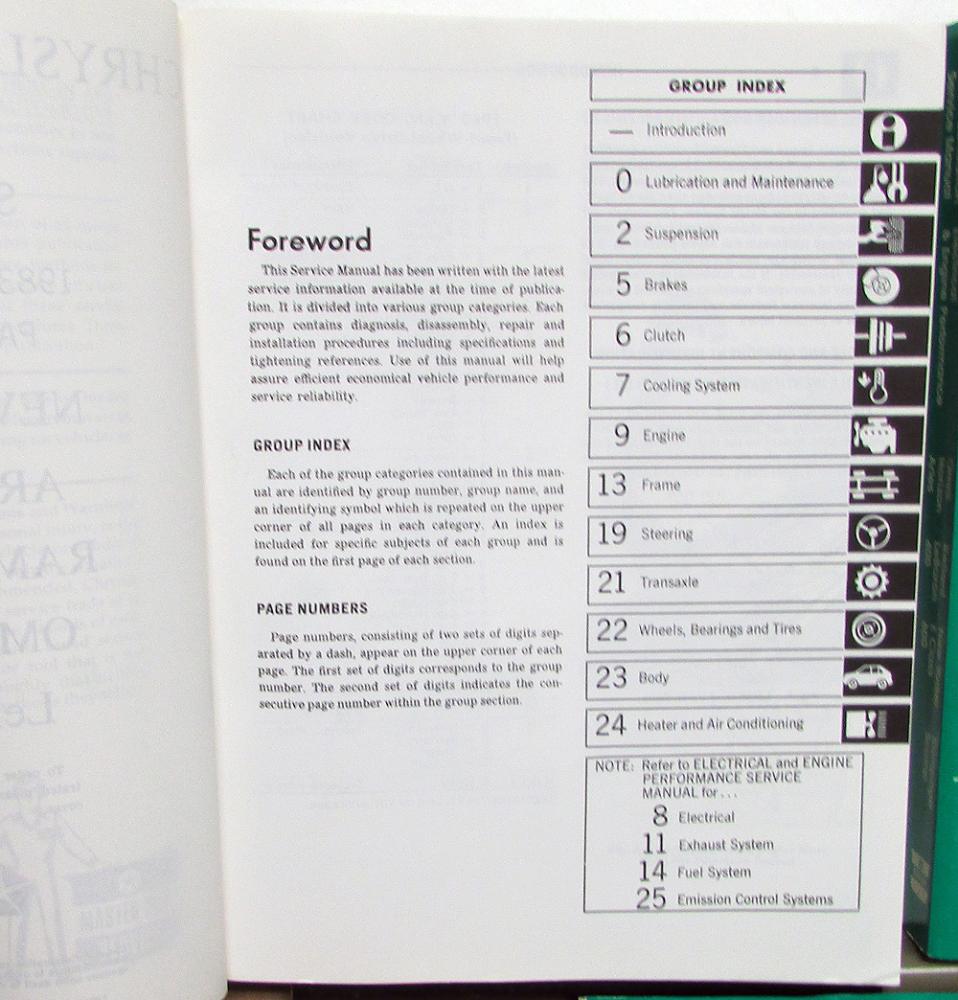 Foreword
This Service Manual has been written with the latest
service information available at the time of publica-
tion. It is divided into various group categories. Each
group contains diagnosis, disassembly, repair and
installation procedures including specifications and
tightening references. Use of this manual will help
assure efficient economical vehicle performance and
service reliability.
GROUP INDEX
Each of the group categories contained in this man-
ual are identified by group number, group name, and
an identifying symbol which is repeated on the upper
corner of all pages in each category. An index is
included for specific subjects of each group and is
found on the first page of each section.
PAGE NUMBERS
Page numbers, consisting of two sets of digits sep-
arated by a dash, appear on the upper corner of each
page. The first set of digits corresponds to the group
number. The second set of digits indicates the con-
secutive page number within the group section.
GROUP INDEX
— Introduction
0 Lubrication and Maintenance
2 Suspension
5 Brakes
6 Clutch
7 Cooling System
9 Engine
13 Frame
19 Steering
21 Transaxle
22 Wheels, Bearings and Tires
23 Body
24 Heater and Air Conditioning
NOTE: Refer to ELECTRICAL and ENGINE
PERFORMANCE SERVICE
MANUAL for...
8 Electrical
11 Exhaust System
14 Fuel System
25 Emission Control Systems
& Engine Performance